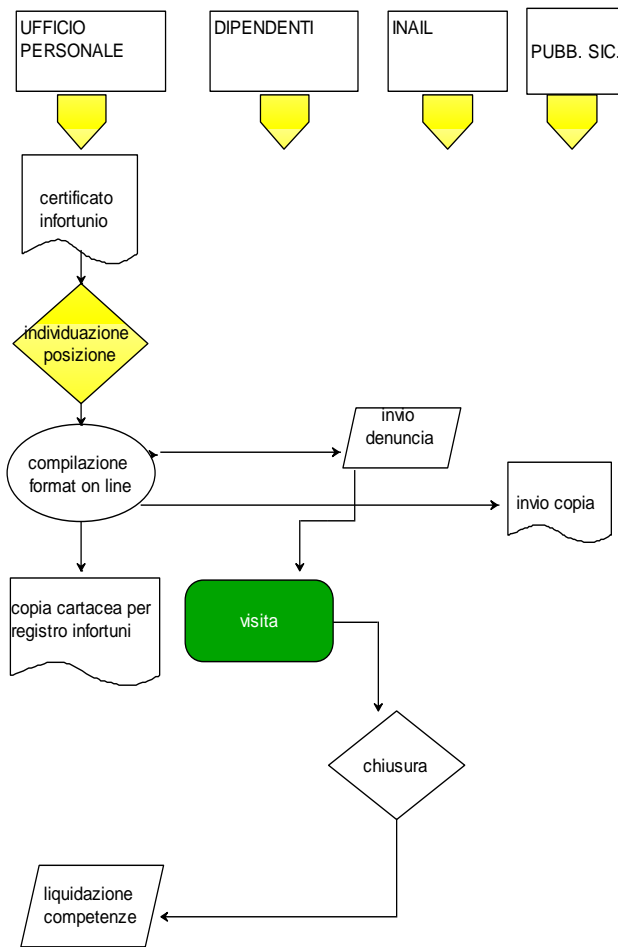 UFFICIO
PERSONALE
DIPENDENTI
INAIL
PUBB. SIC.
certificato
infortunio
individuazione
posizione
invio
denuncia
compilazione
format on line
invio copia
copia cartacea per
registro infortuni
visita
chiusura
liquidazione
competenze